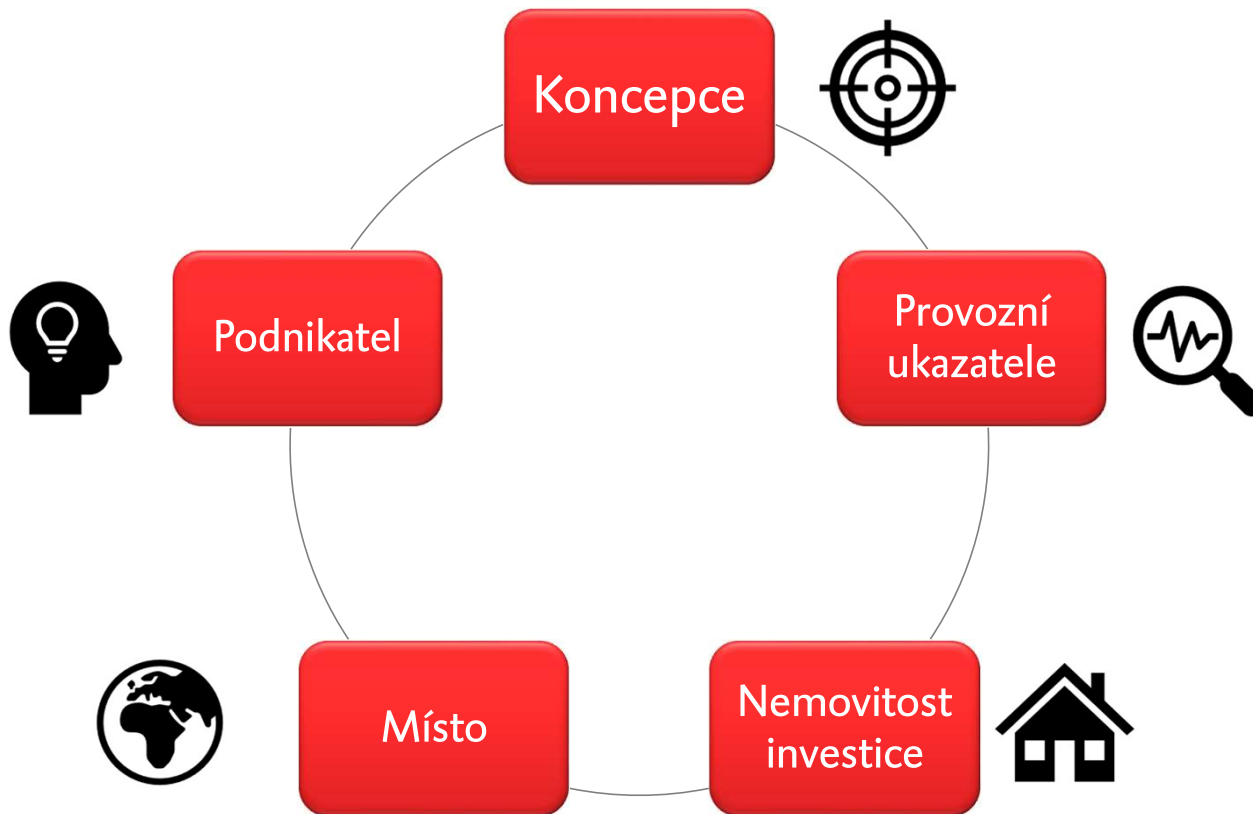 Koncepce
Provozní
ukazatele
Nemovitost
investice
Místo
Podnikatel